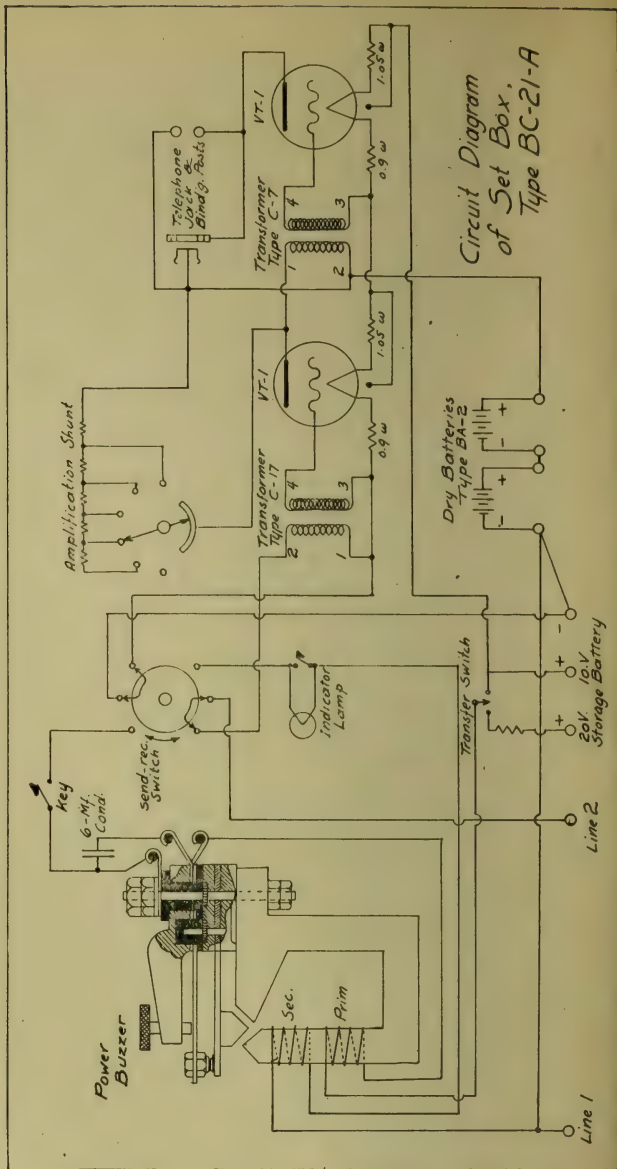 Circuit Diagram
of Set Box,
Type BC-21-A
Telephone
Jack &
Bind'g. Posts
VT-1
1.05 ω
0.9 ω
Transformer
Type C-7
4
3
1
2
VT-1
1.05 ω
0.9 ω
Transformer
Type C-17
4
3
2
1
Amplification Shunt
Dry Batteries
Type BA-2
-
+
-
+
Key
6-Mf.
Cond.
Send-rec.
Switch
Indicator
Lamp
Transfer Switch
-
+
+
20V.
10.V
Storage Battery
Line 2
Power
Buzzer
Sec.
Prim
Line 1